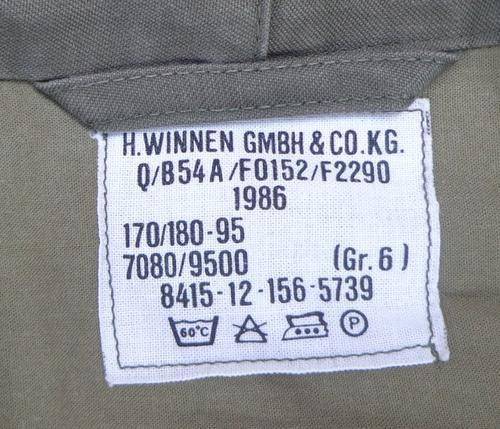 H.WINNEN GMBH & CO.KG.
Q/B54A/F0152/F2290
1986
170/180-95
7080/9500 (Gr.6)
8415-12-156-5739
60°C P